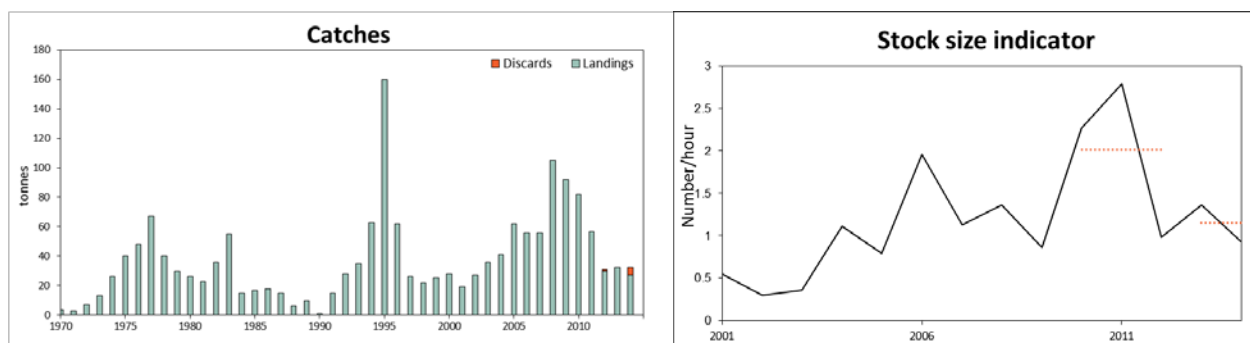 Catches
Discards Landings
tonnes
180
160
140
120
100
80
60
40
20
0
1970 1975 1980 1985 1990 1995 2000 2005 2010
Stock size indicator
Number/hour
3
2.5
2
1.5
1
0.5
0
2001 2006 2011